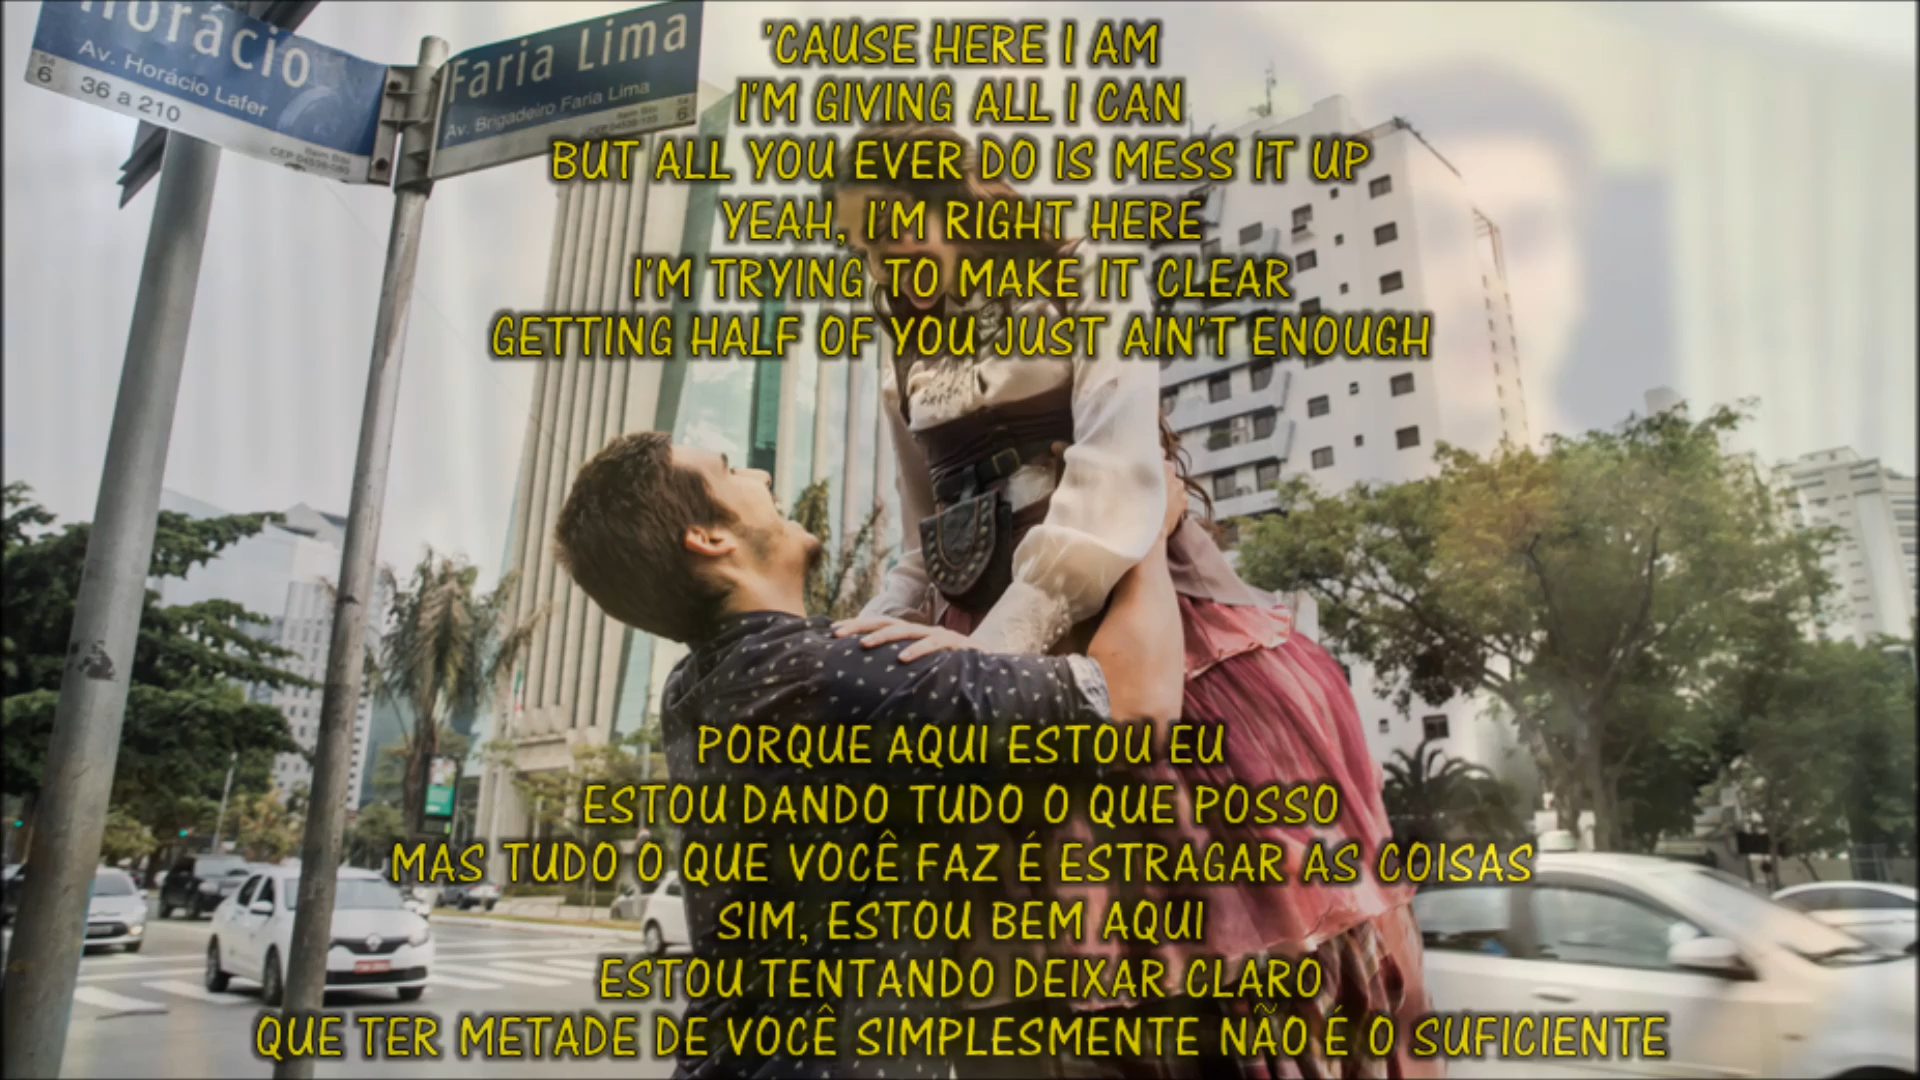 Horácio
Av. Horácio Lafer
6
36 a 210
Faria Lima
Av. Brigadeiro Faria Lima
6
'CAUSE HERE I AM
I'M GIVING ALL I CAN
BUT ALL YOU EVER DO IS MESS IT UP
YEAH, I'M RIGHT HERE
I'M TRYING TO MAKE IT CLEAR
GETTING HALF OF YOU JUST AIN'T ENOUGH
PORQUE AQUI ESTOU EU
ESTOU DANDO TUDO O QUE POSSO
MAS TUDO O QUE VOCÊ FAZ É ESTRAGAR AS COISAS
SIM, ESTOU BEM AQUI
ESTOU TENTANDO DEIXAR CLARO
QUE TER METADE DE VOCÊ SIMPLESMENTE NÃO É O SUFICIENTE